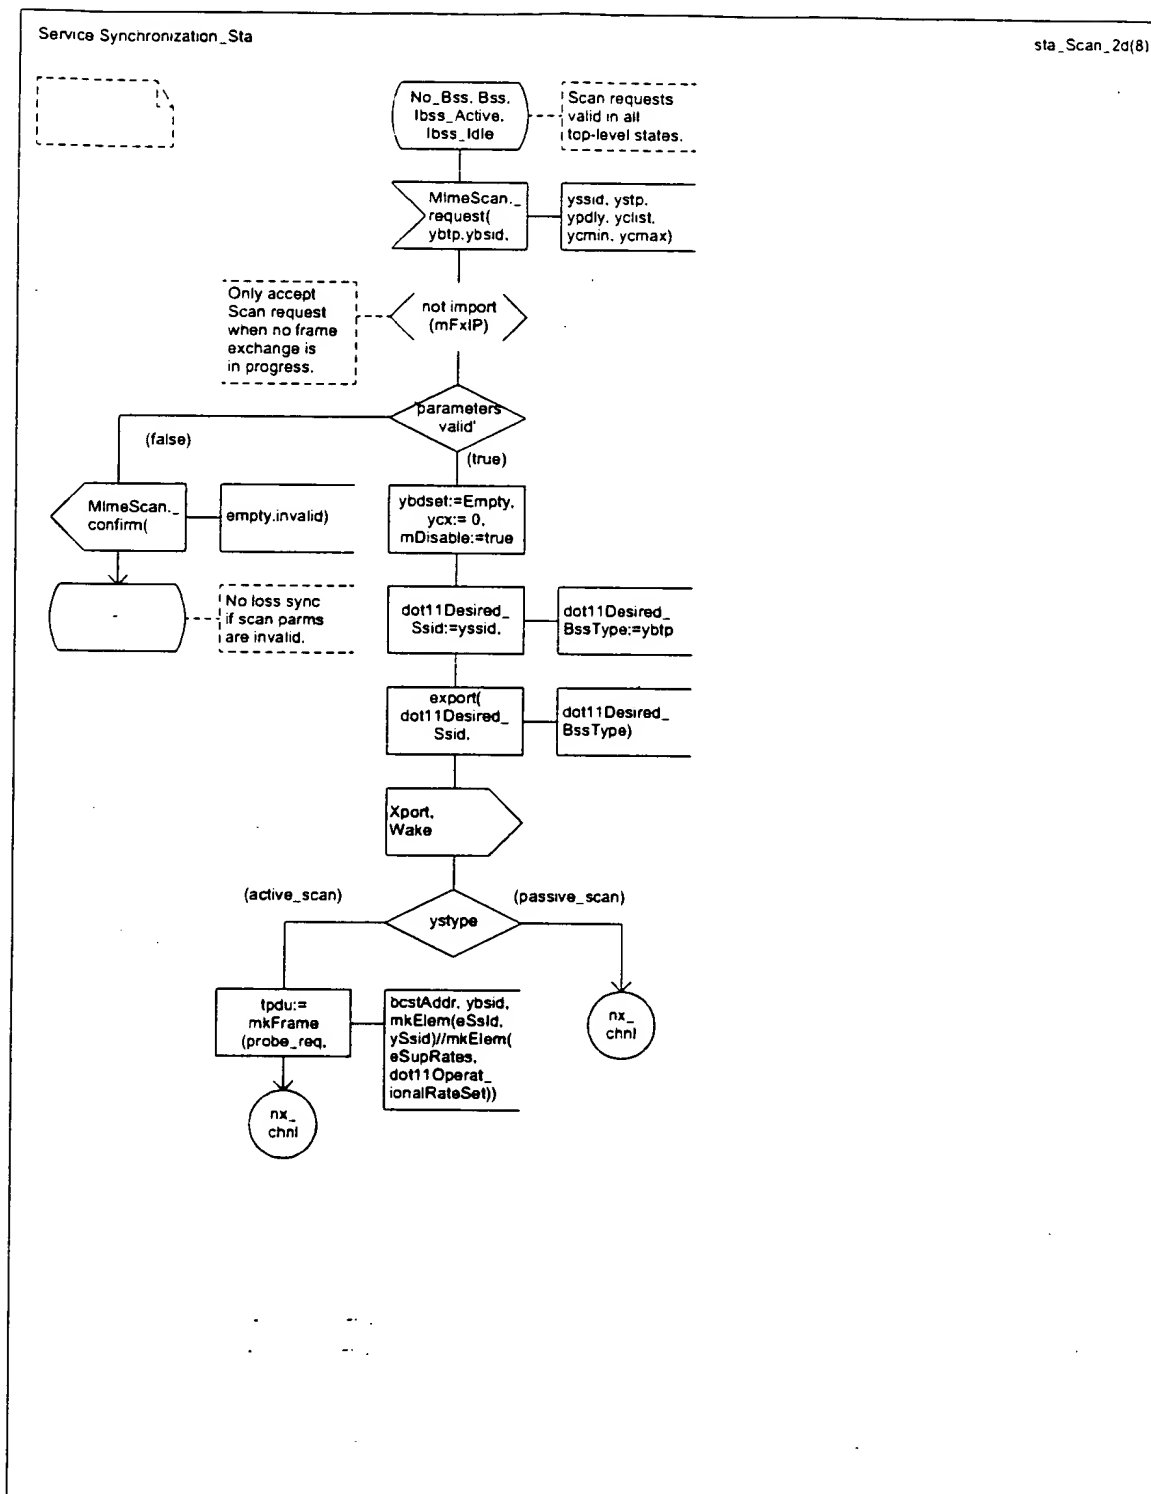 Service Synchronization_Sta
sta_Scan_2d(8)
No_Bss, Bss,
Ibss_Active,
Ibss_Idle
Scan requests
valid in all
top-level states.
MlmeScan._
request(
ybtp,ybsid,
yssid, ystp,
ypdly, yclist,
ycmin, ycmax)
Only accept
Scan request
when no frame
exchange is
in progress.
not import
(mFxIP)
'parameters
valid'
(false)
(true)
MlmeScan._
confirm(
empty,invalid)
ybdset:=Empty,
ycx:= 0,
mDisable:=true
-
No loss sync
if scan parms
are invalid.
dot11Desired_
Ssid:=yssid,
dot11Desired_
BssType:=ybtp
export(
dot11Desired_
Ssid,
dot11Desired_
BssType)
Xport,
Wake
(active_scan)
(passive_scan)
ystype
tpdu:=
mkFrame
(probe_req,
bcstAddr, ybsid,
mkElem(eSsId,
ySsid)//mkElem(
eSupRates,
dot11Operat_
ionalRateSet))
nx_
chnl
nx_
chnl